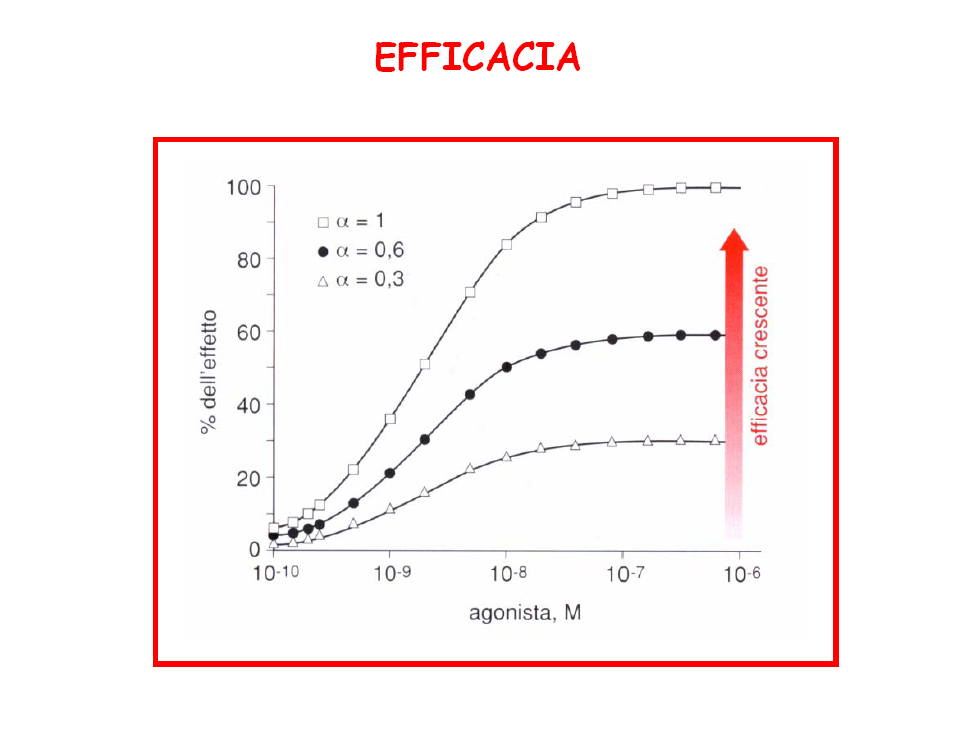 EFFICACIA
100
80
60
40
20
0
% dell'effetto
□ α = 1
● α = 0,6
△ α = 0,3
efficacia crescente
10-10 10-9 10-8 10-7 10-6
agonista, M